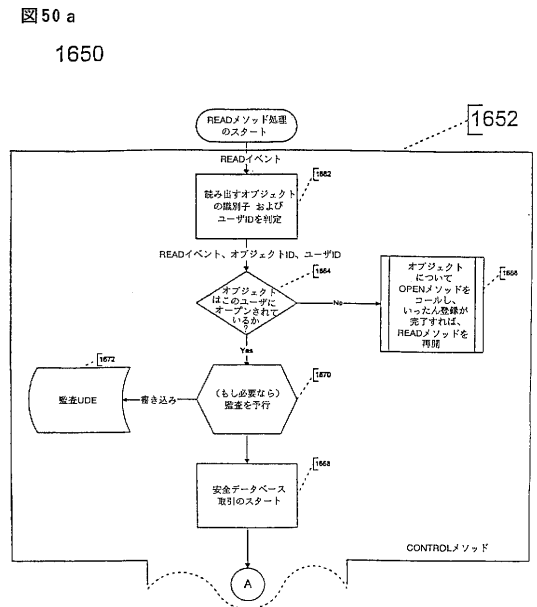 図50a
1650
READメソッド処理
のスタート
1652
READイベント
読み出すオブジェクト
の識別子 および
ユーザIDを判定
1662
READイベント、オブジェクトID、ユーザID
オブジェクト
はこのユーザに
オープンされて
いるか
?
1664
No
オブジェクト
について
OPENメソッドを
コールし、
いったん登録が
完了すれば、
READメソッドを
再開
Yes
1672
監査UDE
書き込み
(もし必要なら)
監査を予行
1670
安全データベース
取引のスタート
1668
CONTROLメソッド
A